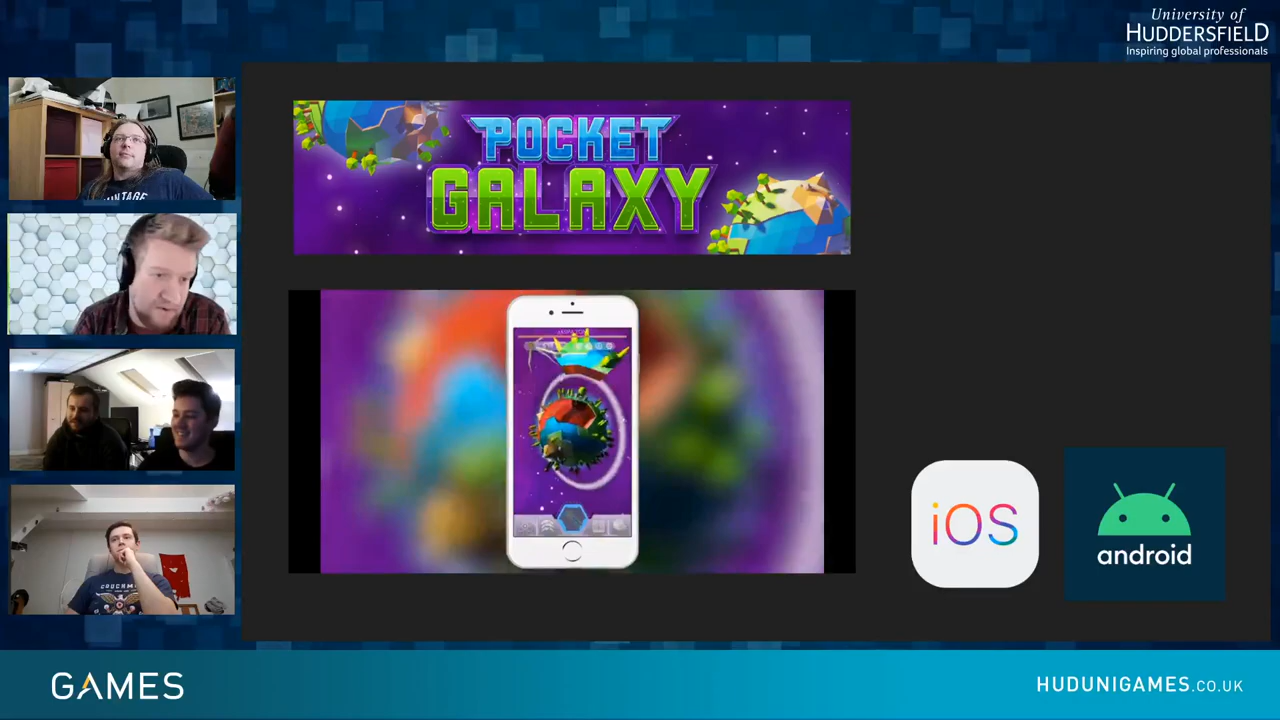 University of
HUDDERSFIELD
Inspiring global professionals
POCKET
GALAXY
iOS
android
GAMES
HUDUNIGAMES.CO.UK